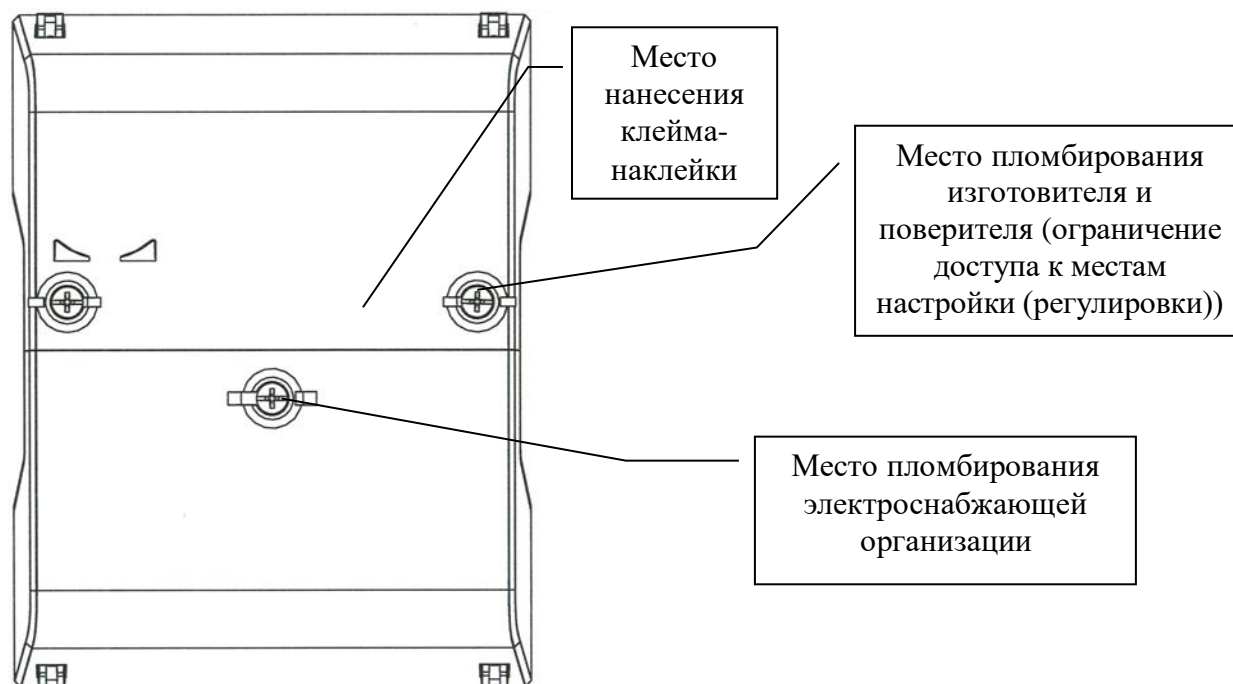 Место
нанесения
клейма-
наклейки
Место пломбирования
изготовителя и
поверителя (ограничение
доступа к местам
настройки (регулировки))
Место пломбирования
электроснабжающей
организации